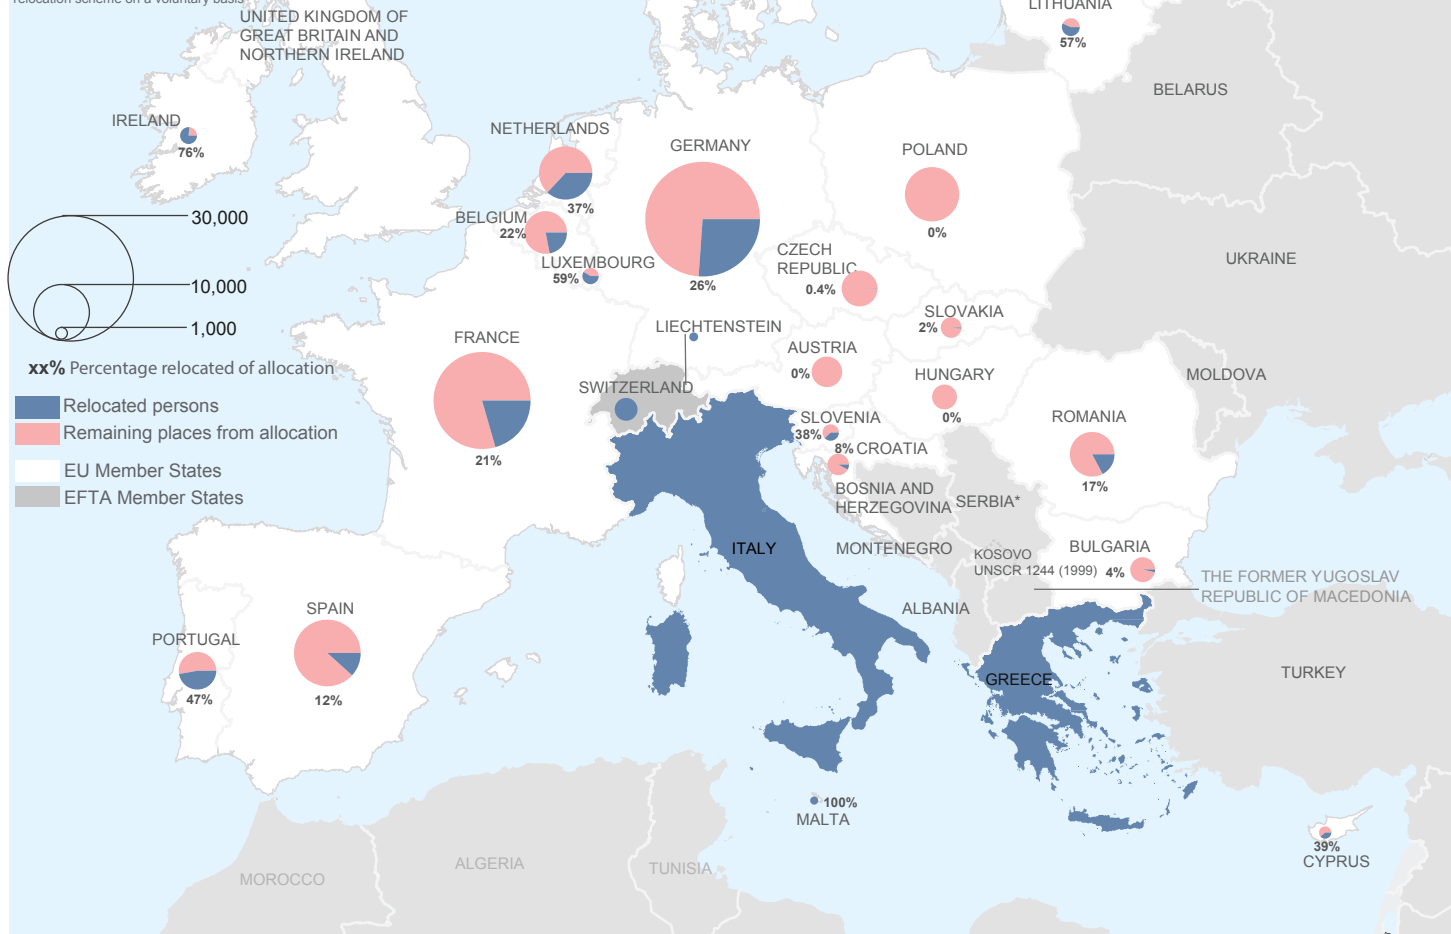 relocation scheme on a voluntary basis
UNITED KINGDOM OF
GREAT BRITAIN AND
NORTHERN IRELAND
LITHUANIA
57%
BELARUS
IRELAND
76%
NETHERLANDS
37%
GERMANY
26%
POLAND
0%
30,000
10,000
1,000
BELGIUM
22%
LUXEMBOURG
59%
CZECH
REPUBLIC
0.4%
UKRAINE
SLOVAKIA
2%
LIECHTENSTEIN
FRANCE
21%
AUSTRIA
0%
xx% Percentage relocated of allocation
HUNGARY
0%
MOLDOVA
SWITZERLAND
Relocated persons
Remaining places from allocation
EU Member States
EFTA Member States
SLOVENIA
38%
8% CROATIA
ROMANIA
17%
BOSNIA AND
HERZEGOVINA
SERBIA*
ITALY
MONTENEGRO
KOSOVO
UNSCR 1244 (1999)
BULGARIA
4%
THE FORMER YUGOSLAV
REPUBLIC OF MACEDONIA
ALBANIA
SPAIN
12%
PORTUGAL
47%
GREECE
TURKEY
100%
MALTA
39%
CYPRUS
ALGERIA
TUNISIA
MOROCCO